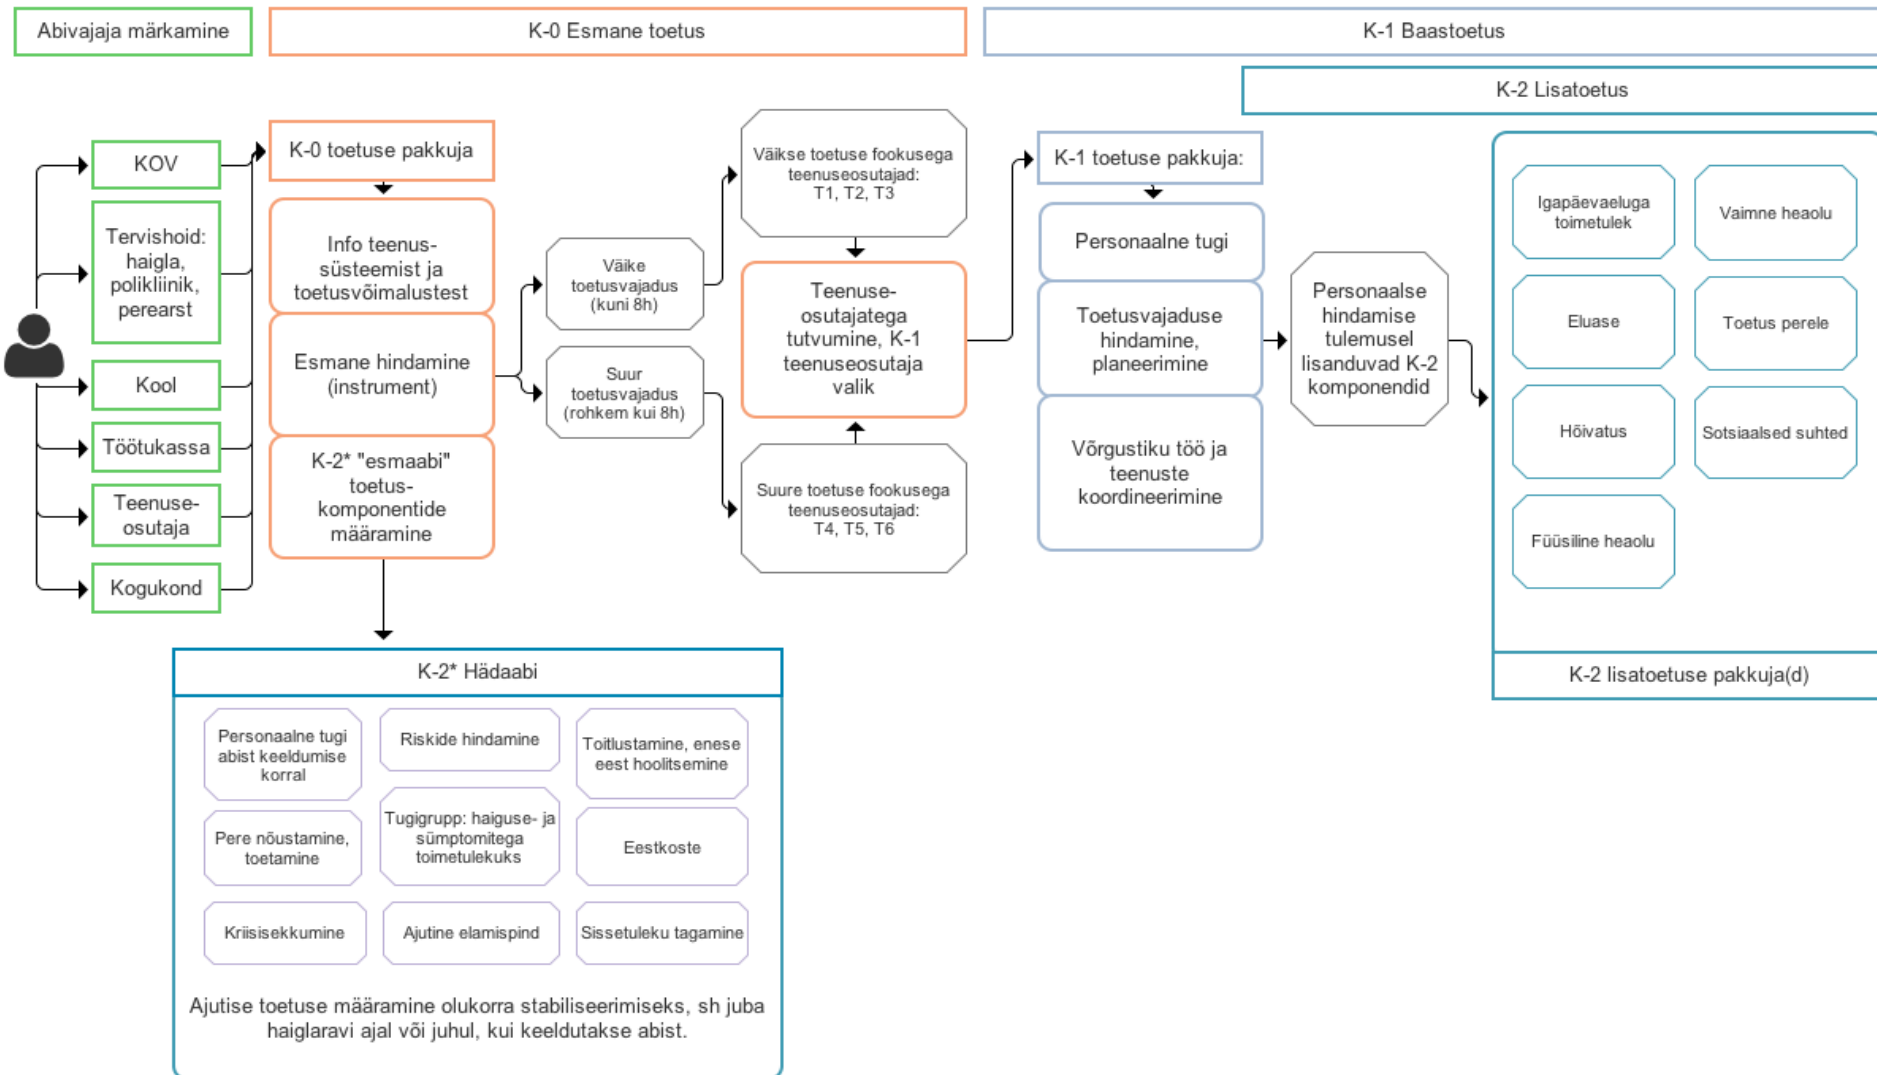 Abivajaja märkamine
K-0 Esmane toetus
K-1 Baastoetus
K-2 Lisatoetus
KOV
Tervishoid:
haigla,
polikliinik,
perearst
Kool
Töötukassa
Teenuse-
osutaja
Kogukond
K-0 toetuse pakkuja
Info teenus-
süsteemist ja
toetusvõimalustest
Esmane hindamine
(instrument)
K-2* "esmaabi"
toetus-
komponentide
määramine
Väike
toetusvajadus
(kuni 8h)
Suur
toetusvajadus
(rohkem kui 8h)
Väikse toetuse fookusega
teenuseosutajad:
T1, T2, T3
Teenuse-
osutajatega
tutvumine, K-1
teenuseosutaja
valik
Suure toetuse fookusega
teenuseosutajad:
T4, T5, T6
K-1 toetuse pakkuja:
Personaalne tugi
Toetusvajaduse
hindamine,
planeerimine
Võrgustiku töö ja
teenuste
koordineerimine
Personaalse
hindamise
tulemusel
lisanduvad K-2
komponendid
Igapäevaeluga
toimetulek
Vaimne heaolu
Eluase
Toetus perele
Hõivatus
Sotsiaalsed suhted
Füüsiline heaolu
K-2 lisatoetuse pakkuja(d)
K-2* Hädaabi
Personaalne tugi
abist keeldumise
korral
Riskide hindamine
Toitlustamine, enese
eest hoolitsemine
Pere nõustamine,
toetamine
Tugigrupp: haiguse- ja
sümptomitega
toimetulekuks
Eestkoste
Kriisisekkumine
Ajutine elamispind
Sissetuleku tagamine
Ajutise toetuse määramine olukorra stabiliseerimiseks, sh juba
haiglaravi ajal või juhul, kui keeldutakse abist.